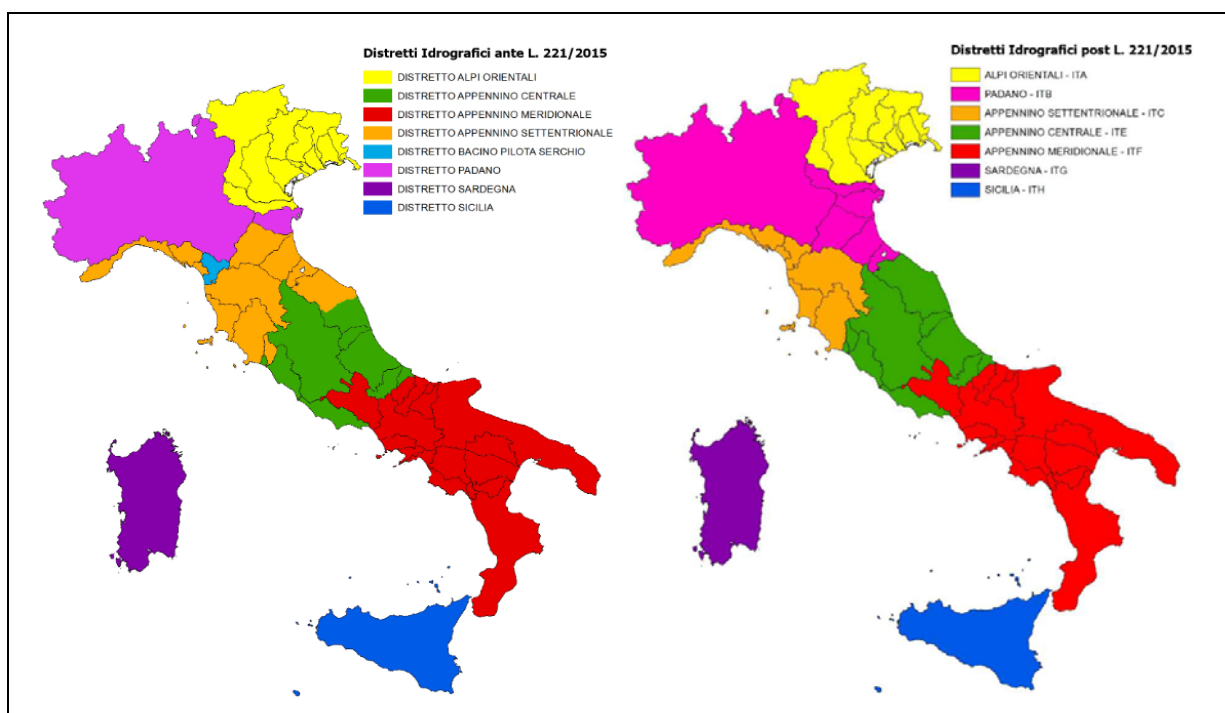 Distretti Idrografici ante L. 221/2015
DISTRETTO ALPI ORIENTALI
DISTRETTO APPENNINO CENTRALE
DISTRETTO APPENNINO MERIDIONALE
DISTRETTO APPENNINO SETTENTRIONALE
DISTRETTO BACINO PILOTA SERCHIO
DISTRETTO PADANO
DISTRETTO SARDEGNA
DISTRETTO SICILIA
Distretti Idrografici post L. 221/2015
ALPI ORIENTALI - ITA
PADANO - ITB
APPENNINO SETTENTRIONALE - ITC
APPENNINO CENTRALE - ITE
APPENNINO MERIDIONALE - ITF
SARDEGNA - ITG
SICILIA - ITH